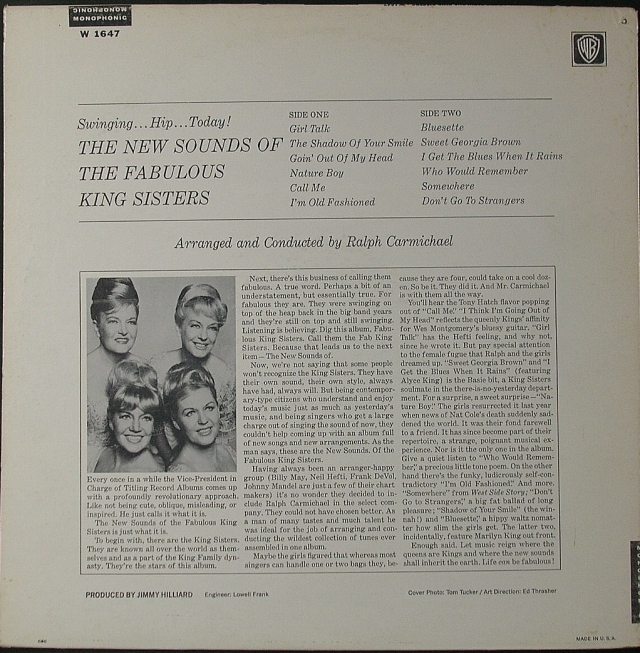 MONOPHONIC
MONOPHONIC
W 1647
WB
Swinging...Hip...Today!
THE NEW SOUNDS OF
THE FABULOUS
KING SISTERS
SIDE ONE
Girl Talk
The Shadow Of Your Smile
Goin' Out Of My Head
Nature Boy
Call Me
I'm Old Fashioned
SIDE TWO
Bluesette
Sweet Georgia Brown
I Get The Blues When It Rains
Who Would Remember
Somewhere
Don't Go To Strangers
Arranged and Conducted by Ralph Carmichael
Every once in a while the Vice-President in
Charge of Titling Record Albums comes up
with a profoundly revolutionary approach.
Like not being cute, oblique, misleading, or
inspired. He just calls it what it is.
The New Sounds of the Fabulous King
Sisters is just what it is.
To begin with, there are the King Sisters.
They are known all over the world as them-
selves and as a part of the King Family dyn-
asty. They're the stars of this album.
Next, there's this business of calling them
fabulous. A true word. Perhaps a bit of an
understatement, but essentially true. For
fabulous they are. They were swinging on
top of the heap back in the big band years
and they're still on top and still swinging.
Listening is believing. Dig this album, Fabu-
lous King Sisters. Call them the Fab King
Sisters. Because that leads us to the next
item—The New Sounds of.
Now, we're not saying that some people
won't recognize the King Sisters. They have
their own sound, their own style, always
have had, always will. But being contempor-
ary-type citizens who understand and enjoy
today's music just as much as yesterday's
music, and being singers who get a large
charge out of singing the sound of now, they
couldn't help coming up with an album full
of new songs and new arrangements. As the
man says, these are the New Sounds. Of the
Fabulous King Sisters.
Having always been an arranger-happy
group (Billy May, Neil Hefti, Frank DeVol,
Johnny Mandel are just a few of their chart
makers) it's no wonder they decided to in-
clude Ralph Carmichael in the select com-
pany. They could not have chosen better. As
a man of many tastes and much talent he
was ideal for the job of arranging and con-
ducting the wildest collection of tunes ever
assembled in one album.
Maybe the girls figured that whereas most
singers can handle one or two bags they, be-
cause they are four, could take on a cool doz-
en. So be it. They did it. And Mr. Carmichael
is with them all the way.
You'll hear the Tony Hatch flavor popping
out of "Call Me." "I Think I'm Going Out of
My Head" reflects the queenly Kings' affinity
for Wes Montgomery's bluesy guitar. "Girl
Talk" has the Hefti feeling, and why not,
since he wrote it. But pay special attention
to the female fugue that Ralph and the girls
dreamed up. "Sweet Georgia Brown" and "I
Get the Blues When It Rains" (featuring
Alyce King) is the Basie bit, a King Sisters
soulmate in the there-is-no-yesterday depart-
ment. For a surprise, a sweet surprise—"Na-
ture Boy." The girls resurrected it last year
when news of Nat Cole's death suddenly sad-
dened the world. It was their fond farewell
to a friend. It has since become part of their
repertoire, a strange, poignant musical ex-
perience. Nor is it the only one in the album.
Give a quiet listen to "Who Would Remem-
ber," a precious little tone poem. On the other
hand there's the funky, ludicrously self-con-
tradictory "I'm Old Fashioned." And more.
"Somewhere" from West Side Story; "Don't
Go to Strangers," a big fat ballad of long
pleasure; "Shadow of Your Smile" (the win-
nah!) and "Bluesette," a hippy waltz nomat-
ter how slim the girls get. The latter two,
incidentally, feature Marilyn King out front.
Enough said. Let music reign where the
queens are Kings and where the new sounds
shall inherit the earth. Life can be fabulous!
PRODUCED BY JIMMY HILLIARD Engineer: Lowell Frank
Cover Photo: Tom Tucker / Art Direction: Ed Thrasher
MADE IN U.S.A.